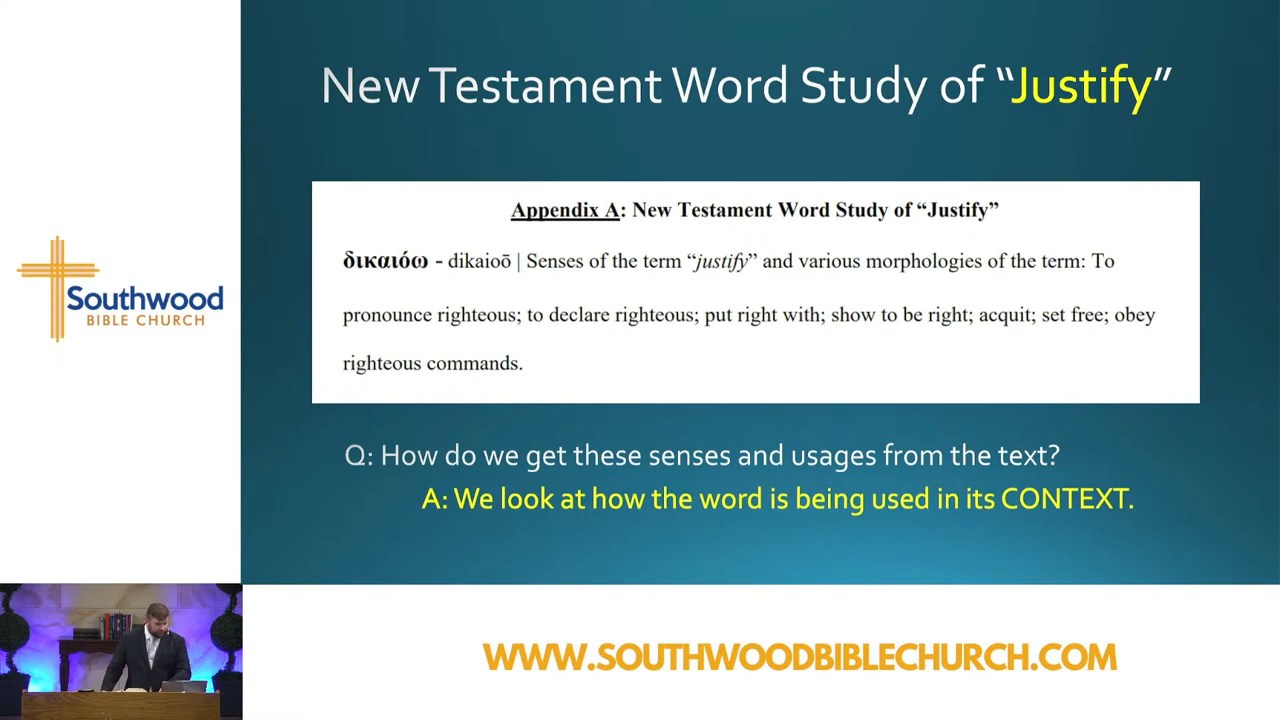 New Testament Word Study of “Justify”
Appendix A: New Testament Word Study of “Justify”
δικαιόω - dikaioō | Senses of the term “justify” and various morphologies of the term: To
pronounce righteous; to declare righteous; put right with; show to be right; acquit; set free; obey
righteous commands.
Southwood
BIBLE CHURCH
Q: How do we get these senses and usages from the text?
A: We look at how the word is being used in its CONTEXT.
WWW.SOUTHWOODBIBLECHURCH.COM